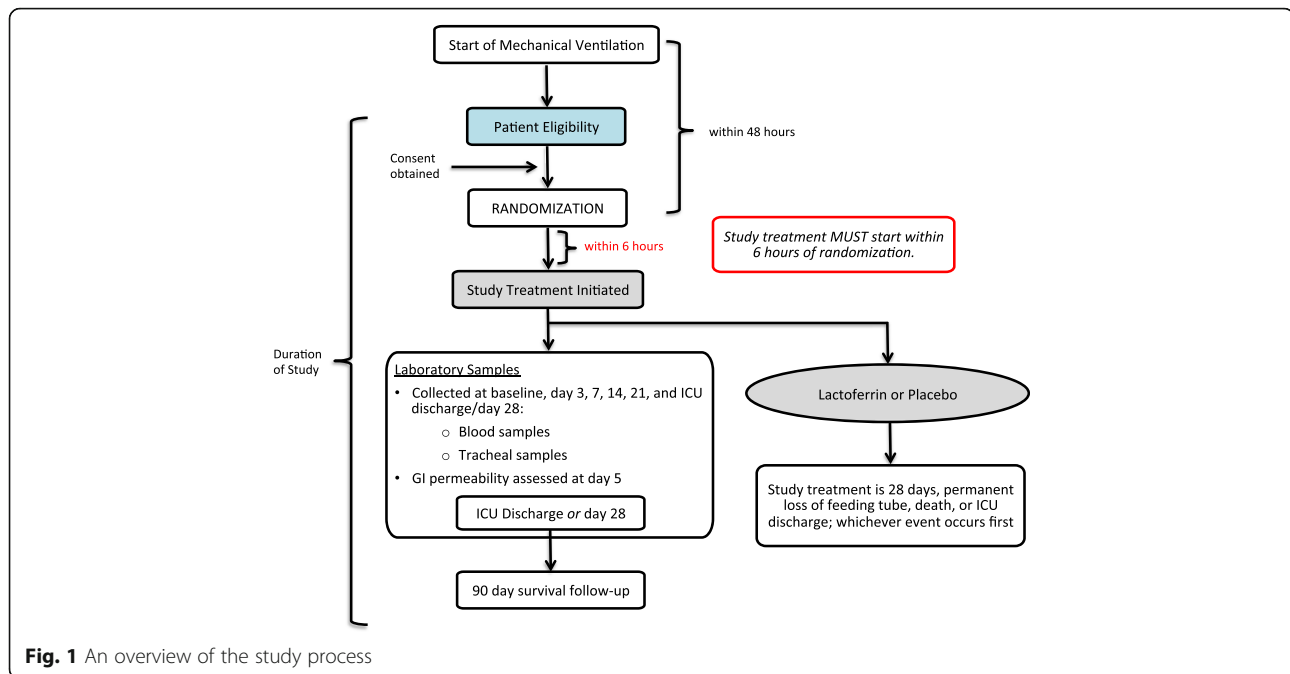 Start of Mechanical Ventilation
Patient Eligibility
within 48 hours
Consent
obtained
RANDOMIZATION
within 6 hours
Study treatment MUST start within
6 hours of randomization.
Study Treatment Initiated
Duration
of Study
Laboratory Samples
• Collected at baseline, day 3, 7, 14, 21, and ICU
discharge/day 28:
o Blood samples
o Tracheal samples
• GI permeability assessed at day 5
ICU Discharge or day 28
Lactoferrin or Placebo
Study treatment is 28 days, permanent
loss of feeding tube, death, or ICU
discharge; whichever event occurs first
90 day survival follow-up
Fig. 1 An overview of the study process